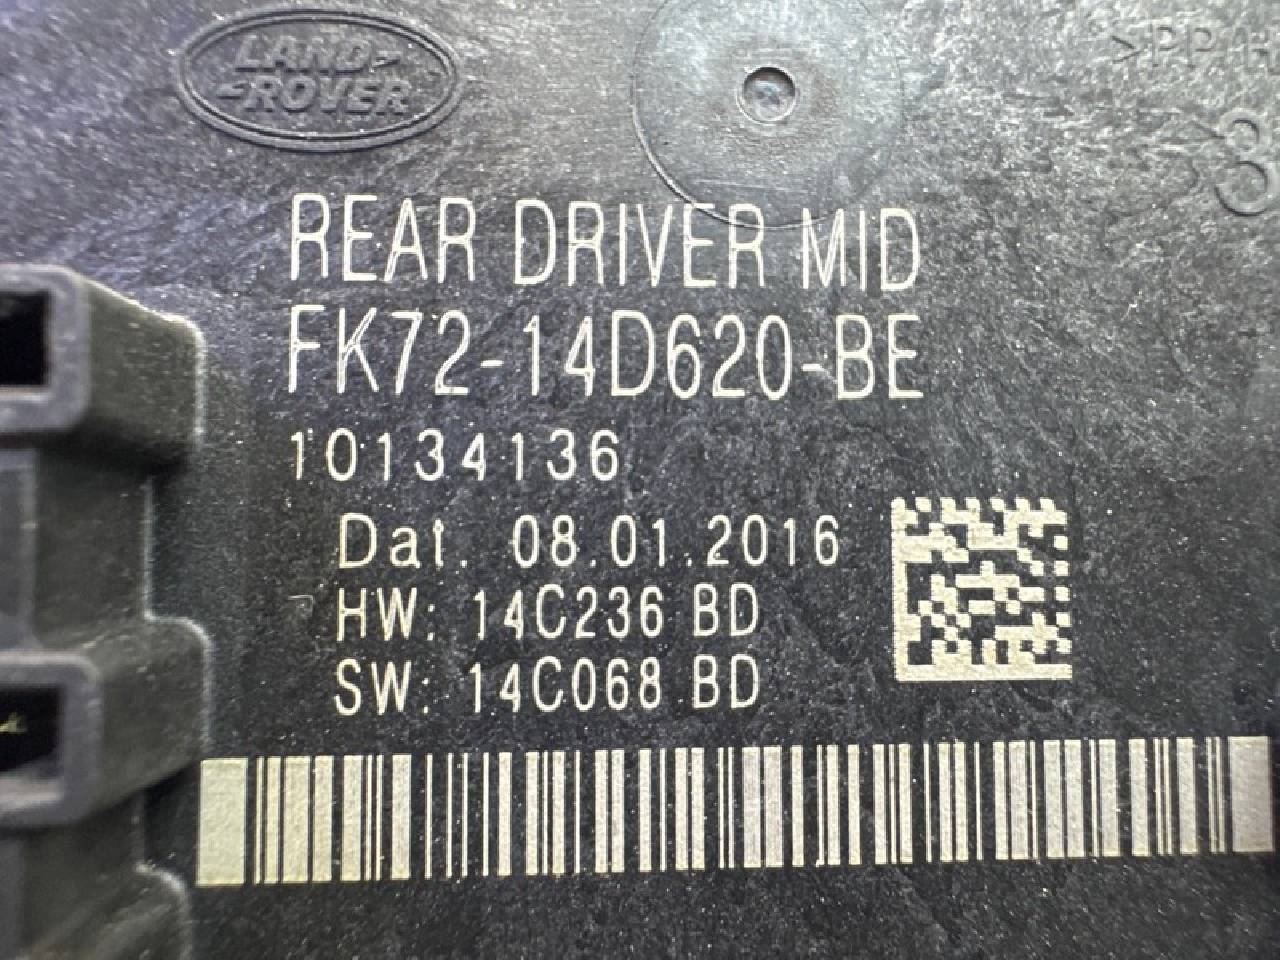 LAND
ROVER
REAR DRIVER MID
FK72-14D620-BE
10134136
Dat. 08.01.2016
HW: 14C236 BD
SW: 14C068 BD